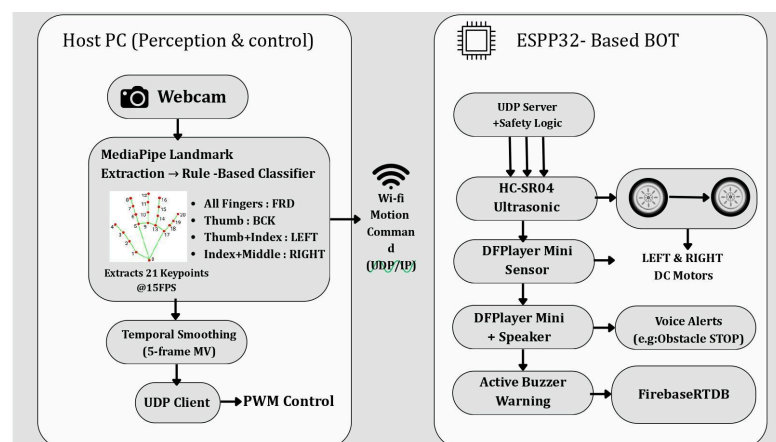 Host PC (Perception & control)
Webcam
MediaPipe Landmark
Extraction → Rule -Based Classifier
• All Fingers : FRD
• Thumb : BCK
• Thumb+Index : LEFT
• Index+Middle : RIGHT
Extracts 21 Keypoints
@15FPS
Temporal Smoothing
(5-frame MV)
UDP Client
PWM Control
Wi-fi
Motion
Comman
d
(UDP/IP)
ESPP32- Based BOT
UDP Server
+Safety Logic
HC-SR04
Ultrasonic
LEFT & RIGHT
DC Motors
DFPlayer Mini
Sensor
DFPlayer Mini
+ Speaker
Voice Alerts
(e.g:Obstacle STOP)
Active Buzzer
Warning
FirebaseRTDB